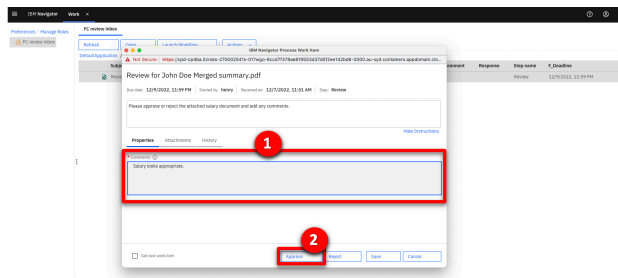 IBM Navigator Work ×
Preferences Manage Roles
FC review inbox
FC review inbox
Refresh Open Launch Workflow Actions
DefaultApplication /
Subje
Comment Response Step name F_Deadline
Revie
Review 12/9/2022, 11:59 PM
IBM Navigator Process Work Item
Not Secure
Review for John Doe Merged summary.pdf
Due date: 12/9/2022, 11:59 PM Started by: henry Received on: 12/7/2022, 11:51 AM Step: Review
Please approve or reject the attached salary document and add any comments.
Hide Instructions
Properties Attachments History
1
* Comments:
Salary looks appropriate.
2
Get next work item
Approve Reject Save Cancel